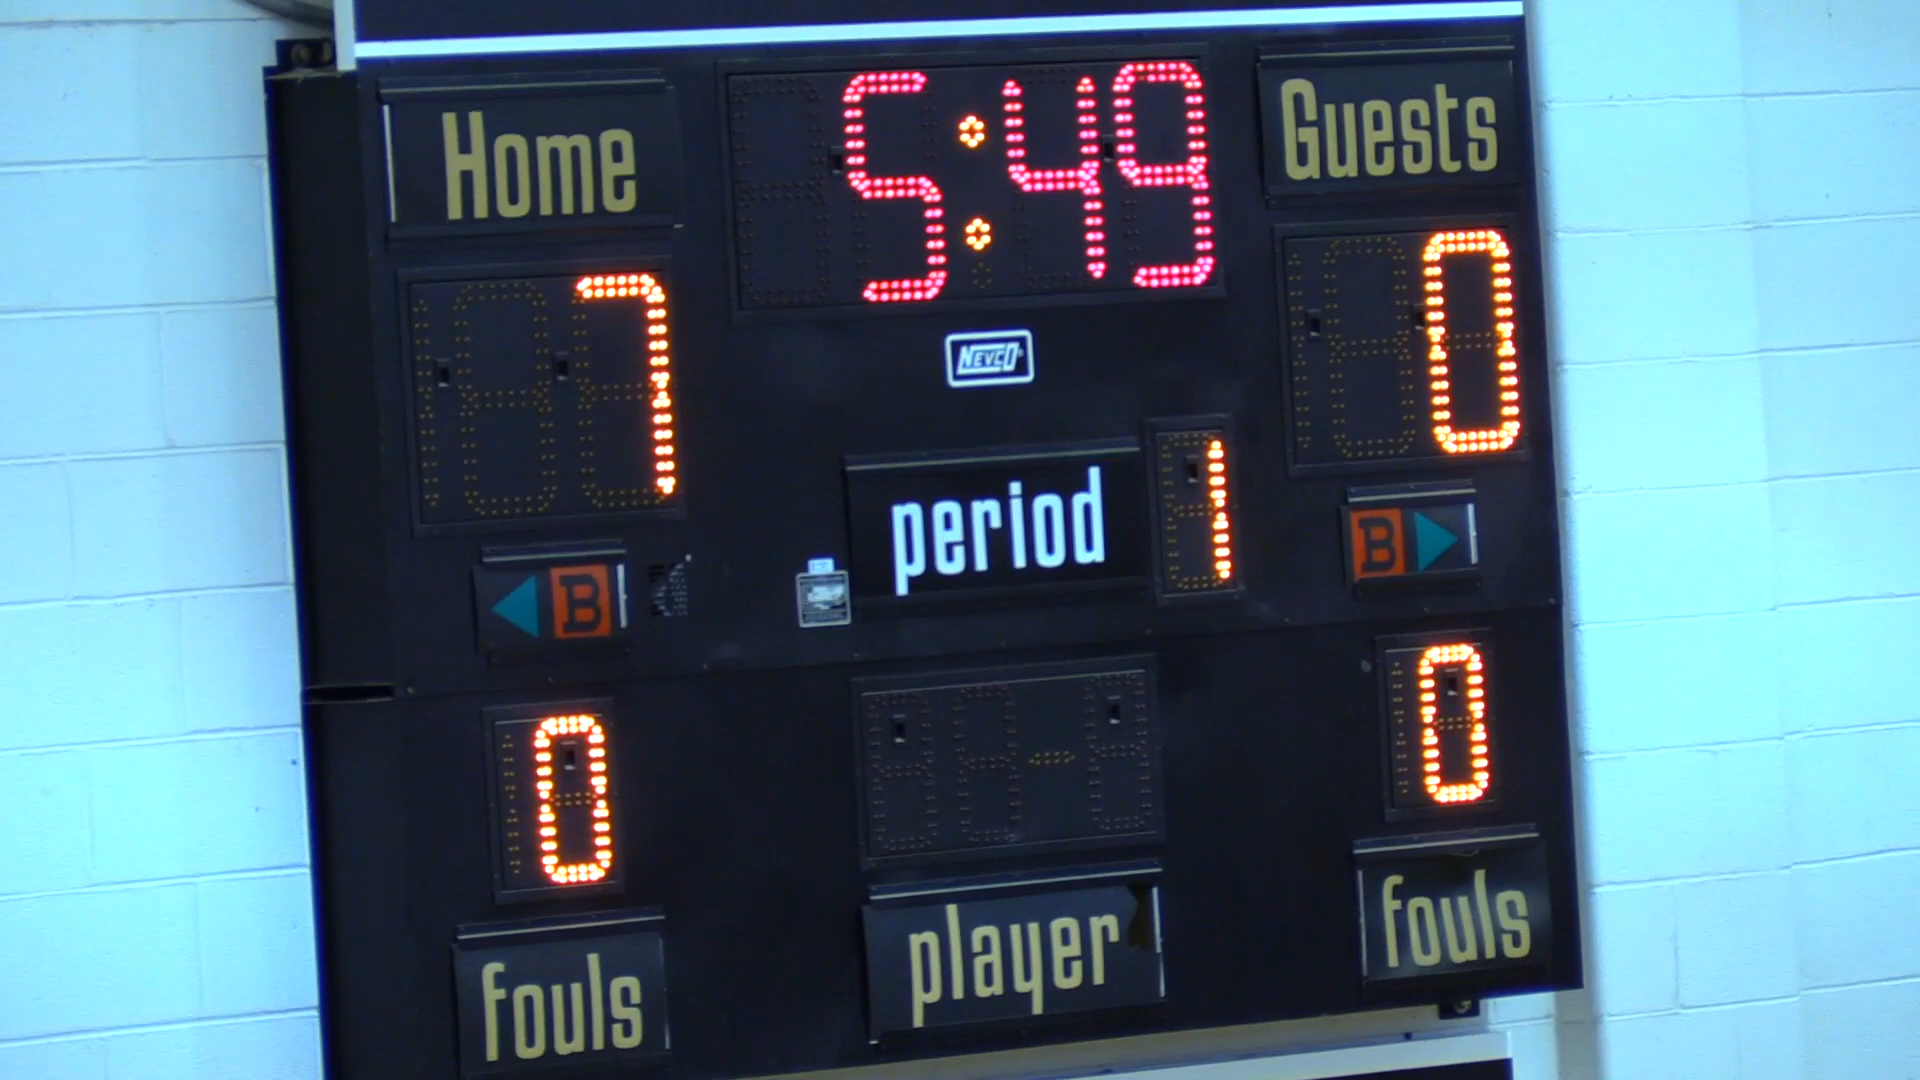 Home
5:49
Guests
7
0
NEVCO
period
1
B
B
0
0
fouls
player
fouls